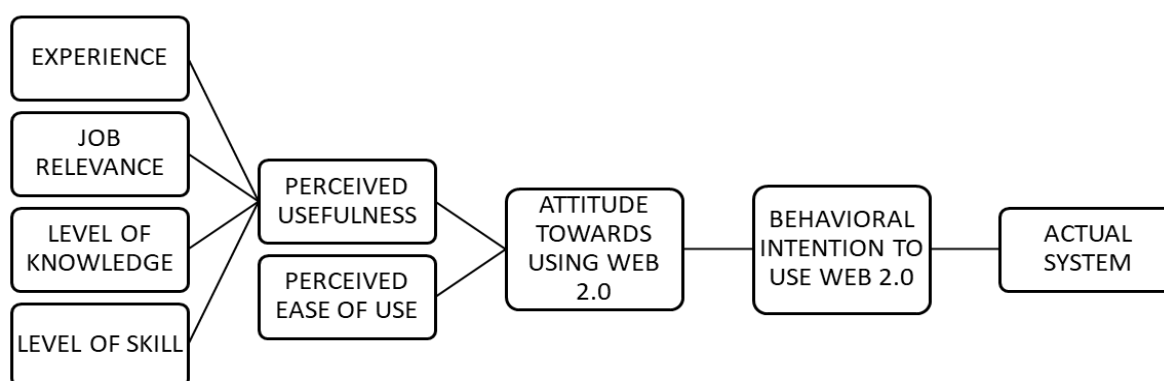 EXPERIENCE
JOB
RELEVANCE
LEVEL OF
KNOWLEDGE
LEVEL OF SKILL
PERCEIVED
USEFULNESS
PERCEIVED
EASE OF USE
ATTITUDE
TOWARDS
USING WEB
2.0
BEHAVIORAL
INTENTION TO
USE WEB 2.0
ACTUAL
SYSTEM